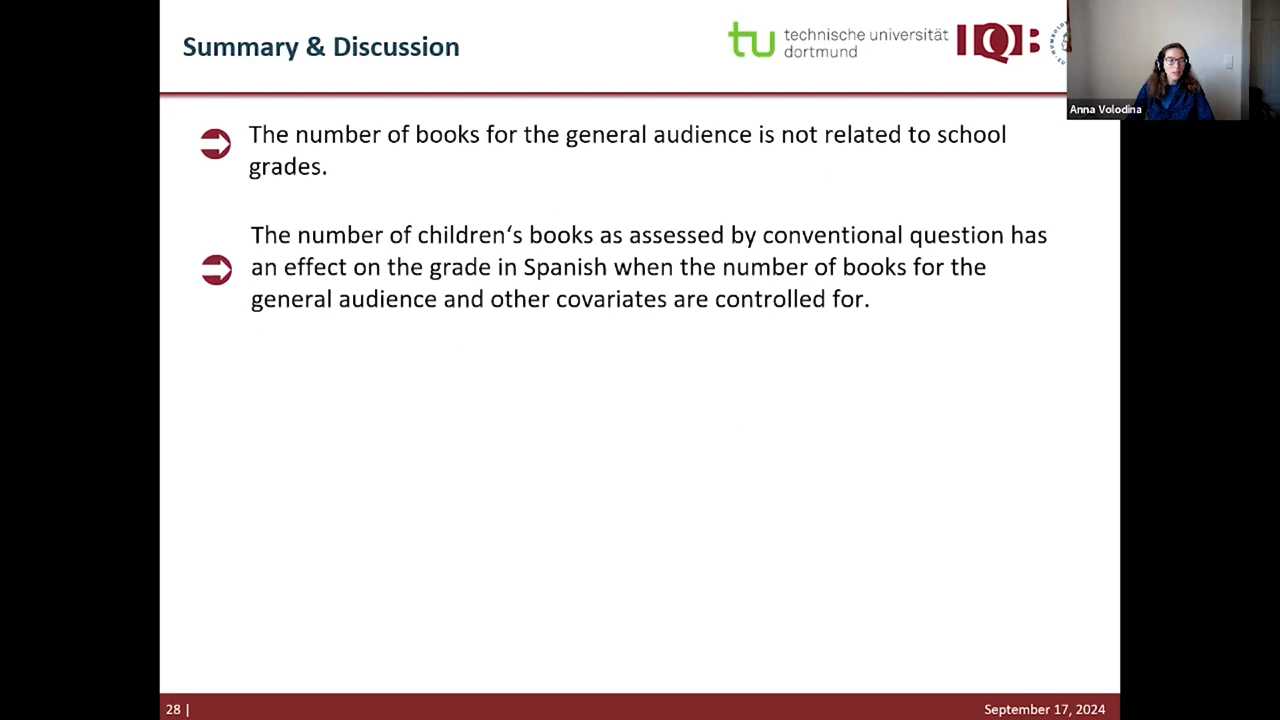 Summary & Discussion
tu technische universität
dortmund
IQB
Anna Volodina
The number of books for the general audience is not related to school
grades.
The number of children‘s books as assessed by conventional question has
an effect on the grade in Spanish when the number of books for the
general audience and other covariates are controlled for.
28 |
September 17, 2024